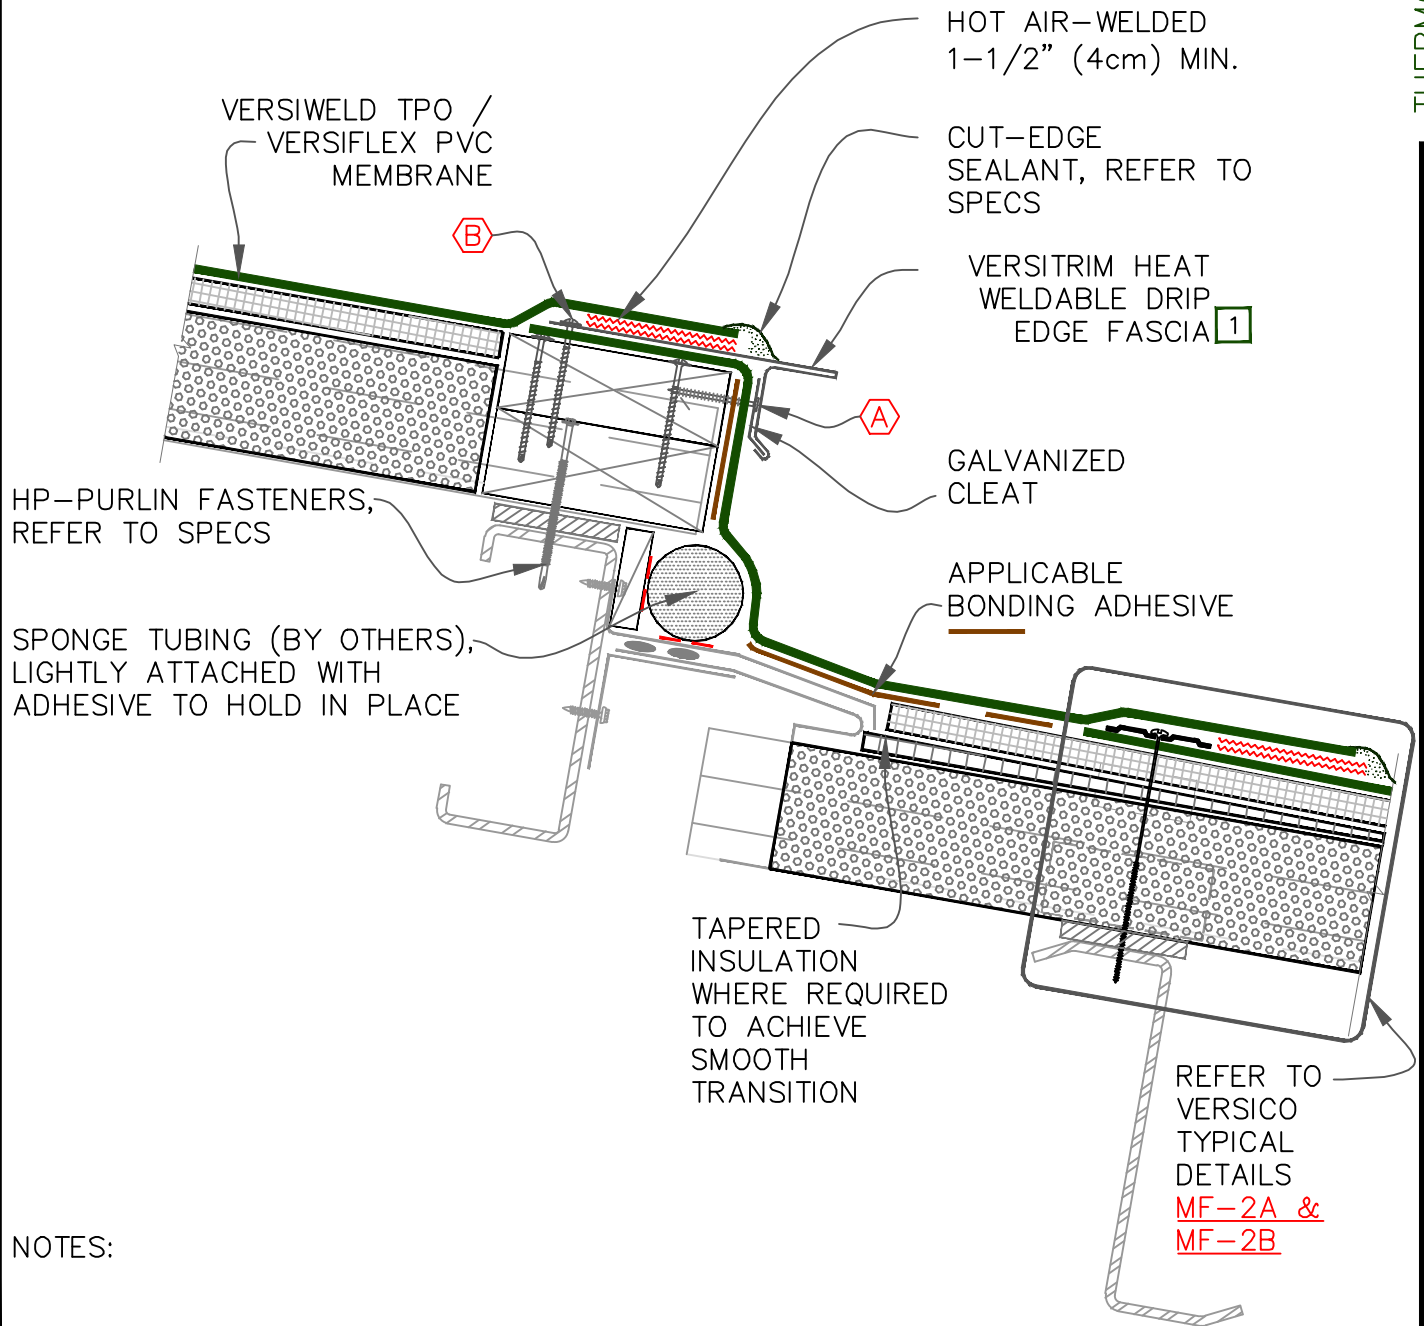 HOT AIR-WELDED
1-1/2" (4cm) MIN.
VERSIWELD TPO /
VERSIFLEX PVC
MEMBRANE
CUT-EDGE
SEALANT, REFER TO
SPECS
B
VERSITRIM HEAT
WELDABLE DRIP
EDGE FASCIA 1
A
GALVANIZED
CLEAT
HP-PURLIN FASTENERS,
REFER TO SPECS
APPLICABLE
BONDING ADHESIVE
SPONGE TUBING (BY OTHERS),
LIGHTLY ATTACHED WITH
ADHESIVE TO HOLD IN PLACE
TAPERED
INSULATION
WHERE REQUIRED
TO ACHIEVE
SMOOTH
TRANSITION
REFER TO
VERSICO
TYPICAL
DETAILS
MF-2A &
MF-2B
NOTES: